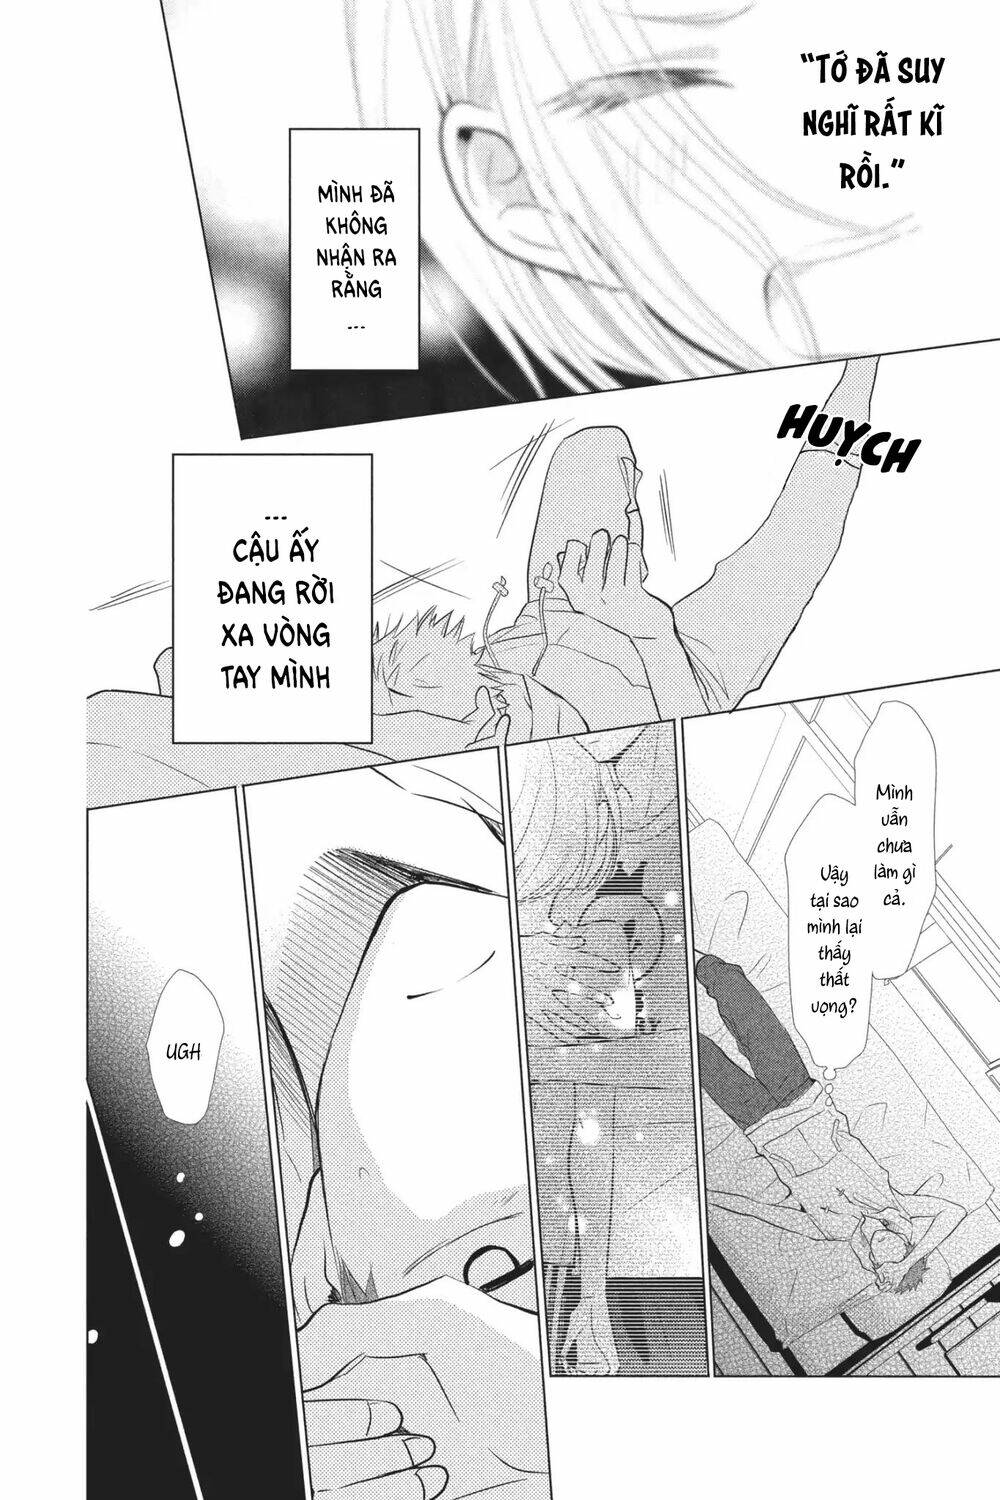 “TỚ ĐÃ SUY
NGHĨ RẤT KĨ
RỒI.”
MÌNH ĐÃ
KHÔNG
NHẬN RA
RẰNG
...
HUỴCH
...
CẬU ẤY
ĐANG RỜI
XA VÒNG
TAY MÌNH
Mình
vẫn
chưa
làm gì
cả.
Vậy
tại sao
mình lại
thấy
thất
vọng?
UGH